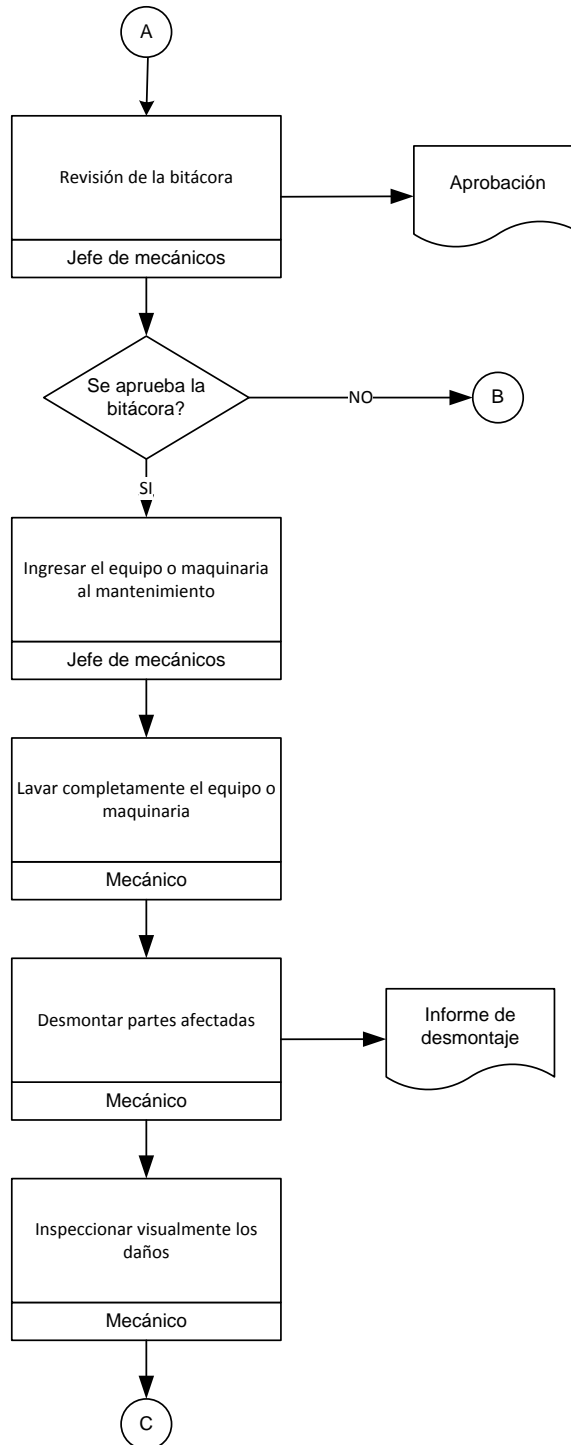 A
Revisión de la bitácora
Jefe de mecánicos
Aprobación
Se aprueba la
bitácora?
NO
B
SI
Ingresar el equipo o maquinaria
al mantenimiento
Jefe de mecánicos
Lavar completamente el equipo o
maquinaria
Mecánico
Desmontar partes afectadas
Mecánico
Informe de
desmontaje
Inspeccionar visualmente los
daños
Mecánico
C